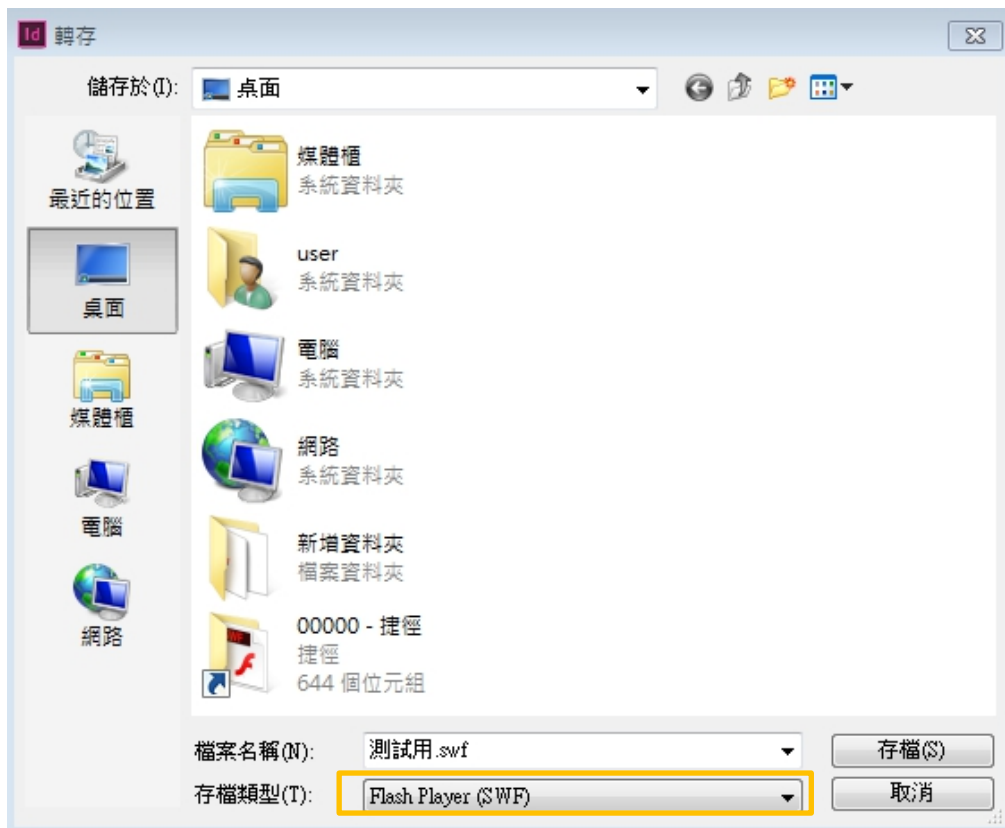 Id 轉存
儲存於(I): 桌面
最近的位置
桌面
媒體櫃
電腦
網路
媒體櫃
系統資料夾
user
系統資料夾
電腦
系統資料夾
網路
系統資料夾
新增資料夾
檔案資料夾
00000 - 捷徑
捷徑
644 個位元組
檔案名稱(N): 測試用.swf 存檔(S)
存檔類型(T): Flash Player (SWF) 取消